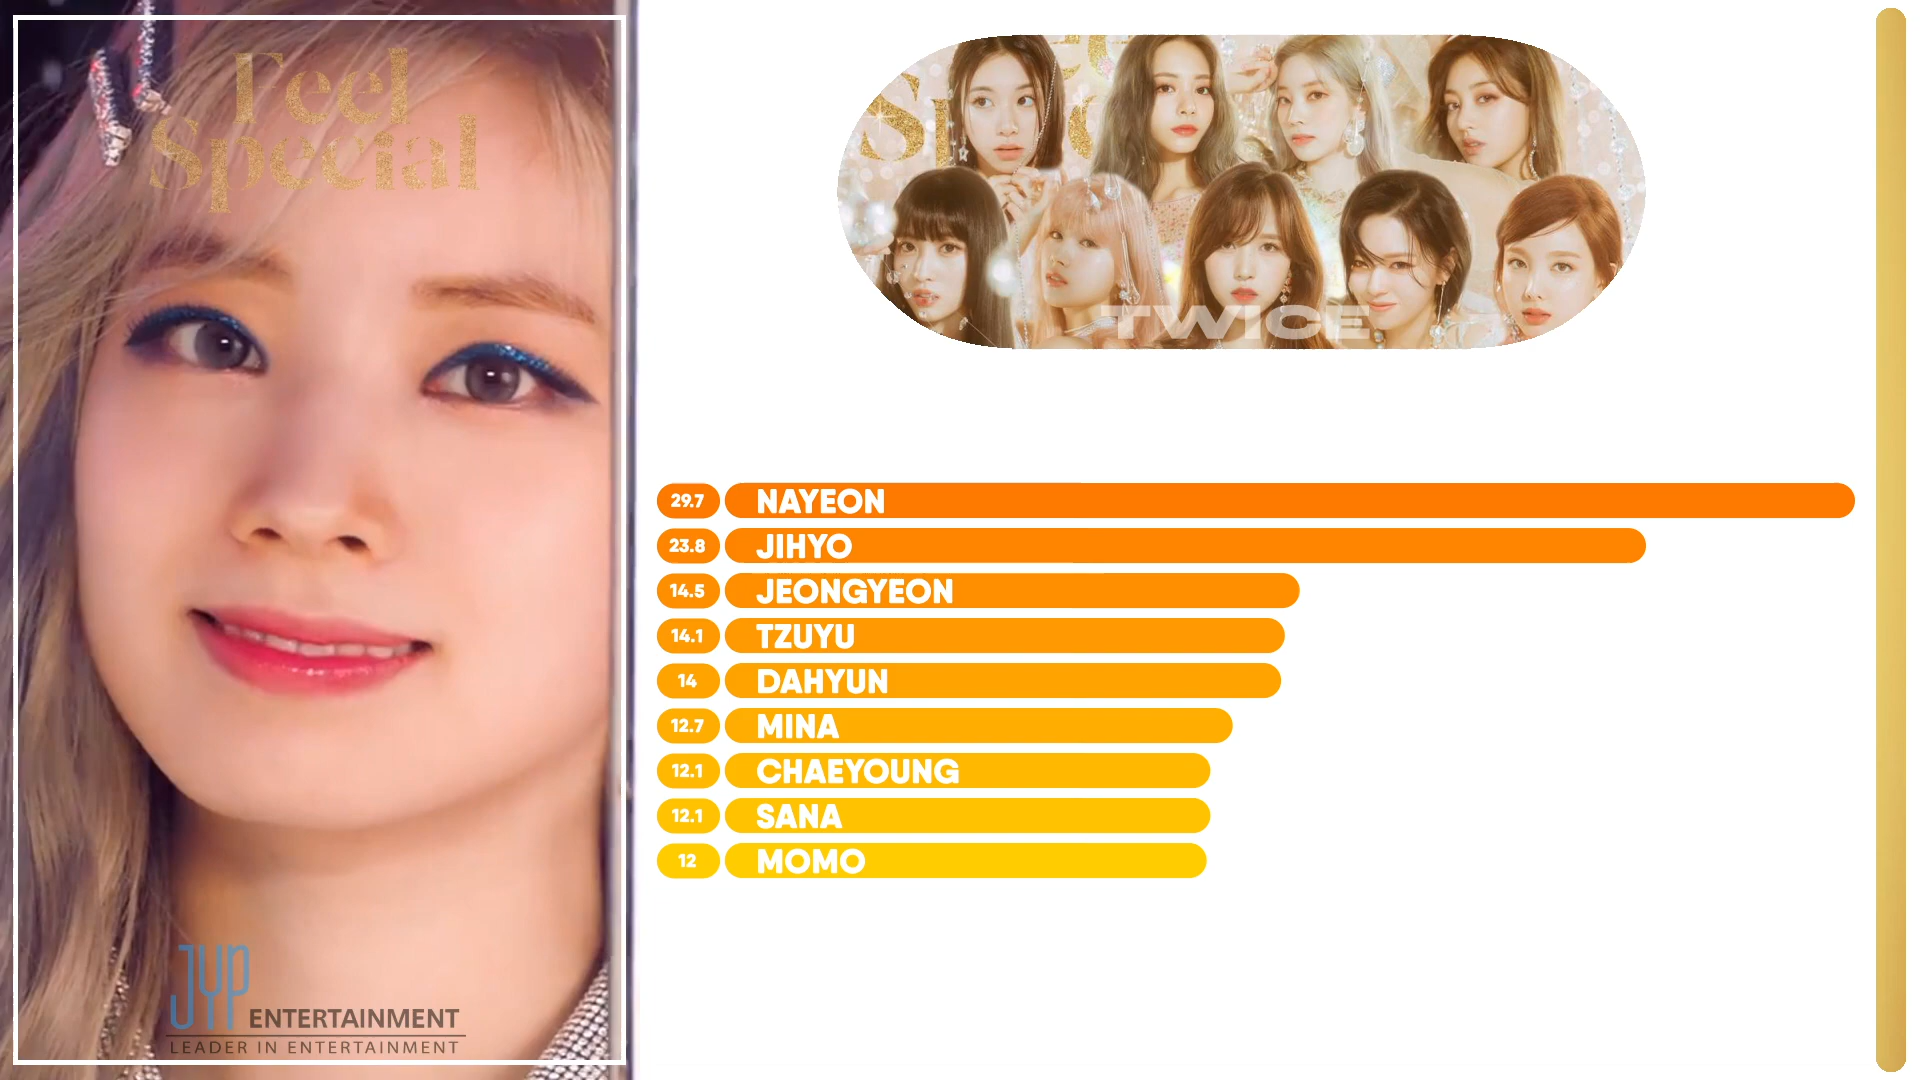 Feel
Special
JYP ENTERTAINMENT
LEADER IN ENTERTAINMENT
TWICE
29.7 NAYEON
23.8 JIHYO
14.5 JEONGYEON
14.1 TZUYU
14 DAHYUN
12.7 MINA
12.1 CHAEYOUNG
12.1 SANA
12 MOMO